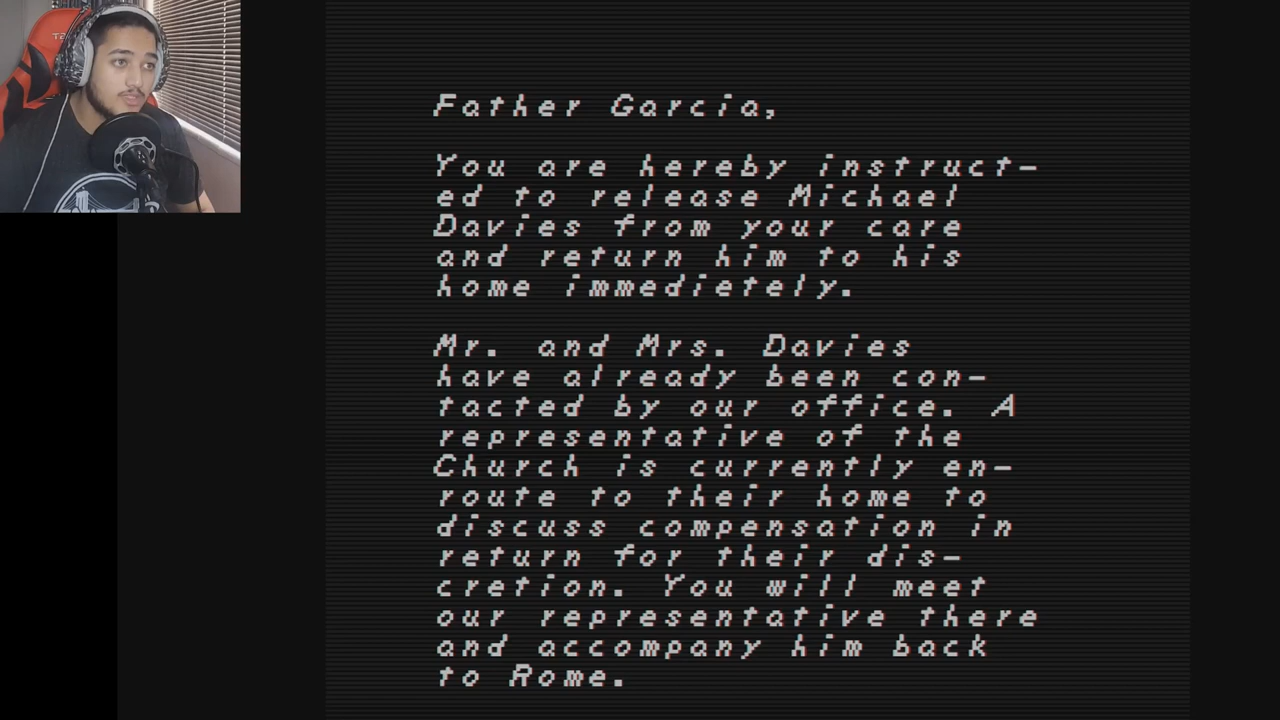 Father Garcia,
You are hereby instruct-
ed to release Michael
Davies from your care
and return him to his
home immedietely.
Mr. and Mrs. Davies
have already been con-
tacted by our office. A
representative of the
Church is currently en-
route to their home to
discuss compensation in
return for their dis-
cretion. You will meet
our representative there
and accompany him back
to Rome.